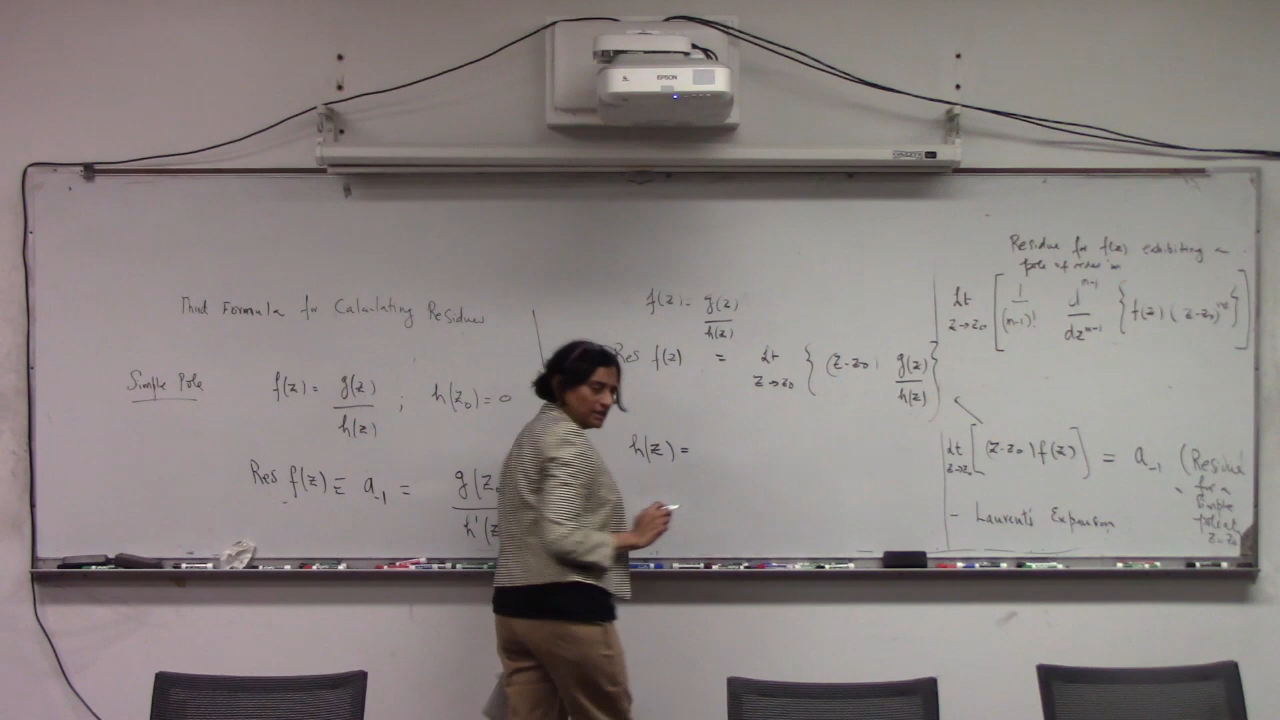 EPSON
Third Formula for Calculating Residues
Simple Pole f(z) = g(z)/h(z) ; h(z₀) = 0
Res f(z) ≡ a₋₁ = g(z₀ / h'(z
f(z) = g(z)/h(z)
Res f(z) = Lt z→z₀ { (z-z₀) g(z)/h(z) }
h(z) =
Residue for f(z) exhibiting a
pole of order m
Lt z→z₀ [ 1/(m-1)! d^(m-1)/dz^(m-1) { f(z) (z-z₀)^m } ]
Lt z→z₀ [ (z-z₀) f(z) ] = a₋₁ (Residue
for a
simple
pole at
z=z₀
- Laurent's Expansion